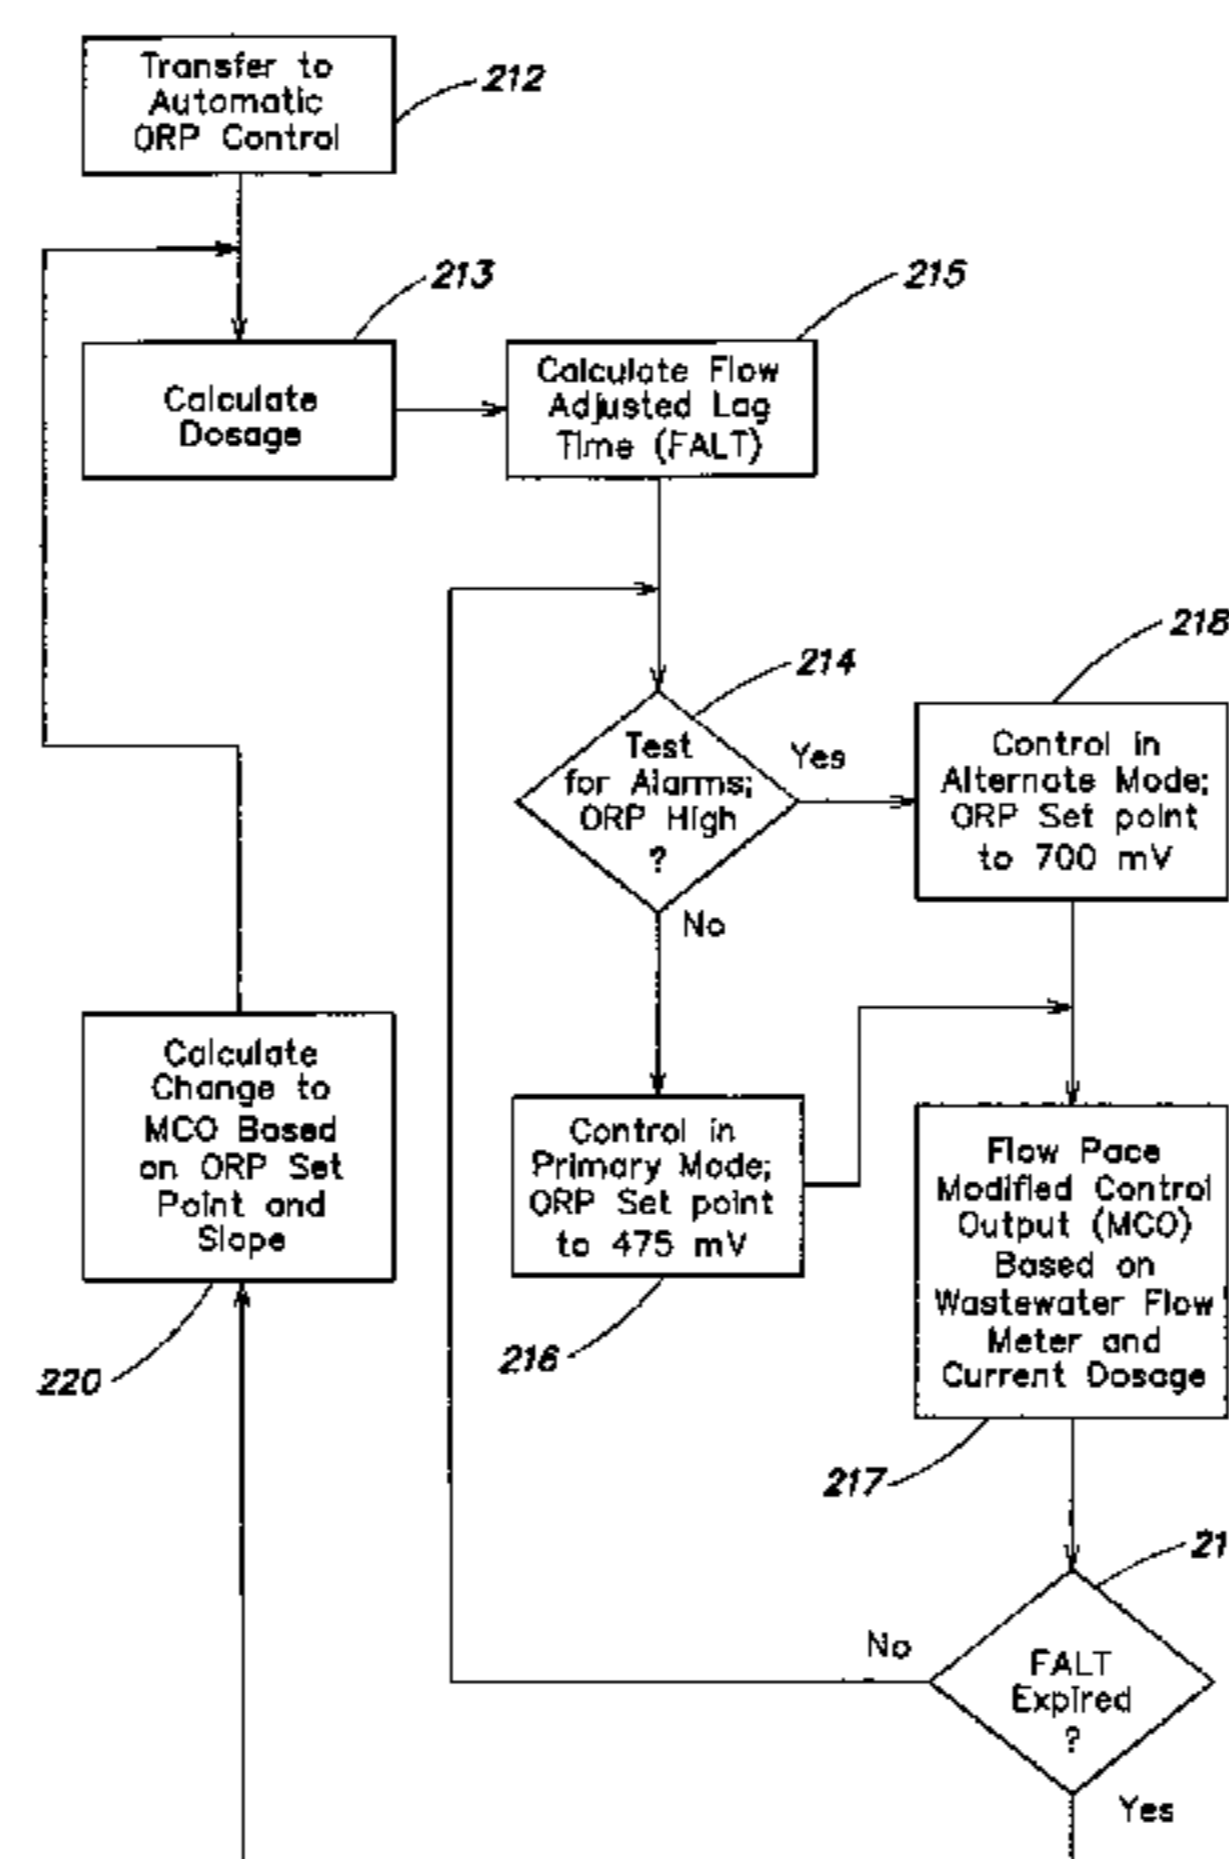 Transfer to
Automatic
ORP Control
212
213
Calculate
Dosage
215
Calculate Flow
Adjusted Lag
Time (FALT)
214
Test
for Alarms;
ORP High
?
Yes
No
218
Control in
Alternate Mode;
ORP Set point
to 700 mV
Control in
Primary Mode;
ORP Set point
to 475 mV
216
Flow Pace
Modified Control
Output (MCO)
Based on
Wastewater Flow
Meter and
Current Dosage
217
21
FALT
Expired
?
No
Yes
Calculate
Change to
MCO Based
on ORP Set
Point and
Slope
220